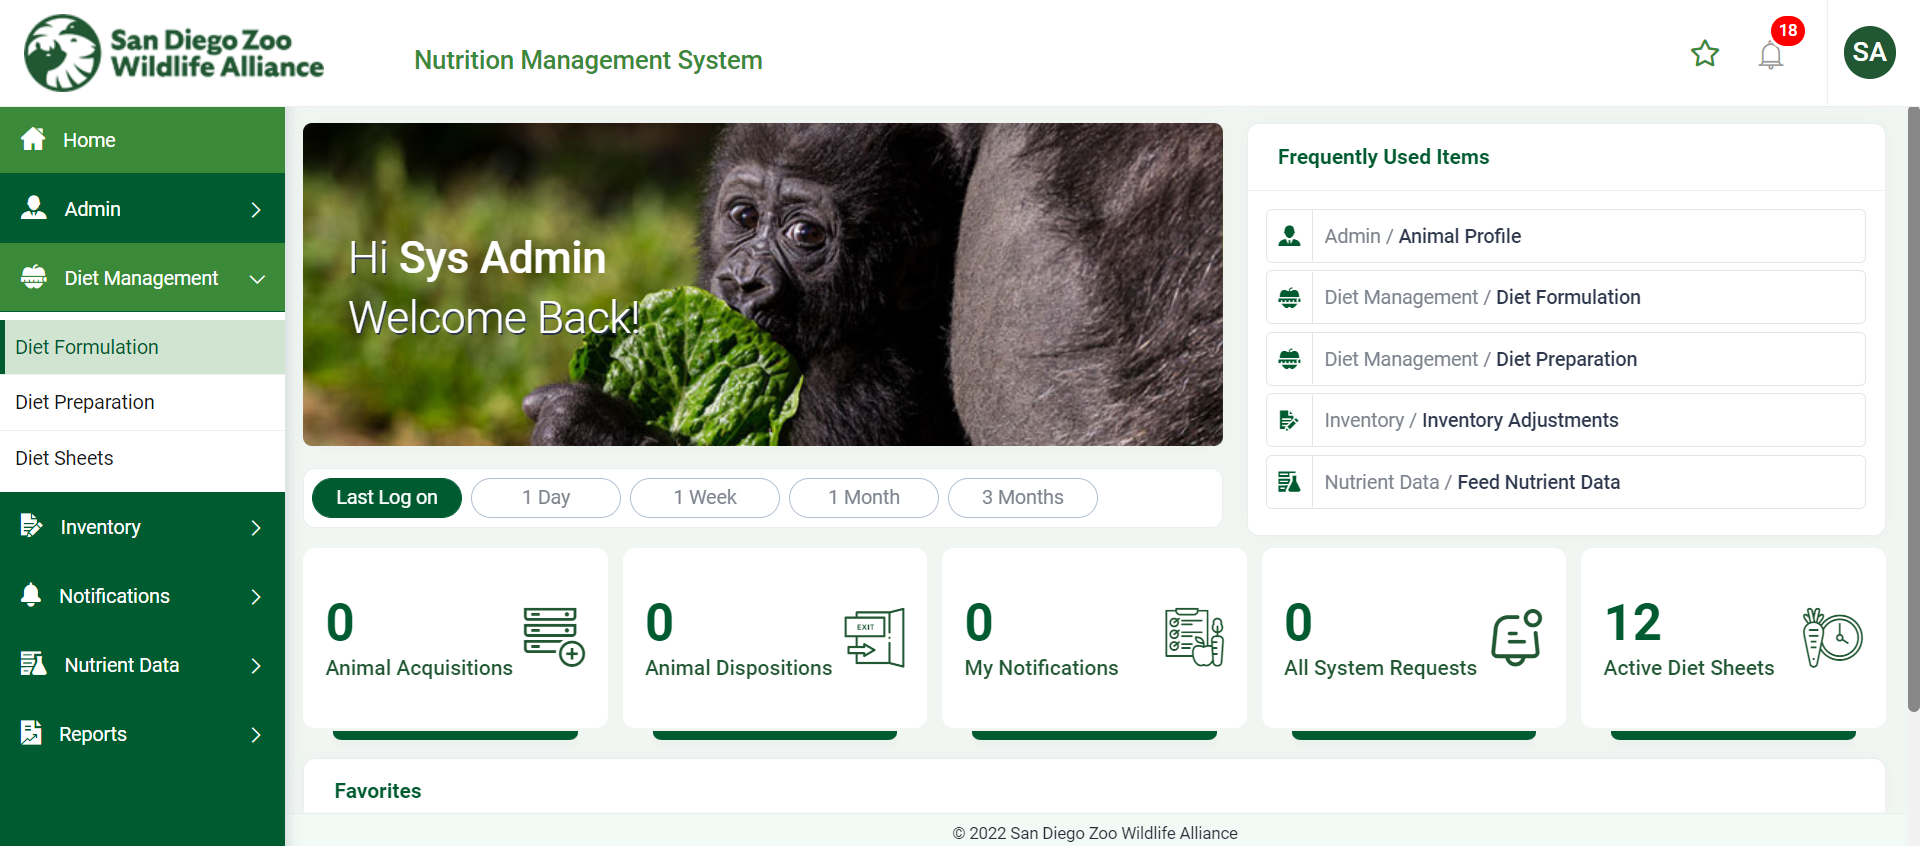 San Diego Zoo
Wildlife Alliance
Nutrition Management System
18
SA
Home
Admin
Diet Management
Diet Formulation
Diet Preparation
Diet Sheets
Inventory
Notifications
Nutrient Data
Reports
Hi Sys Admin
Welcome Back!
Frequently Used Items
Admin / Animal Profile
Diet Management / Diet Formulation
Diet Management / Diet Preparation
Inventory / Inventory Adjustments
Nutrient Data / Feed Nutrient Data
Last Log on
1 Day
1 Week
1 Month
3 Months
0
Animal Acquisitions
EXIT
0
Animal Dispositions
0
My Notifications
0
All System Requests
12
Active Diet Sheets
Favorites
© 2022 San Diego Zoo Wildlife Alliance